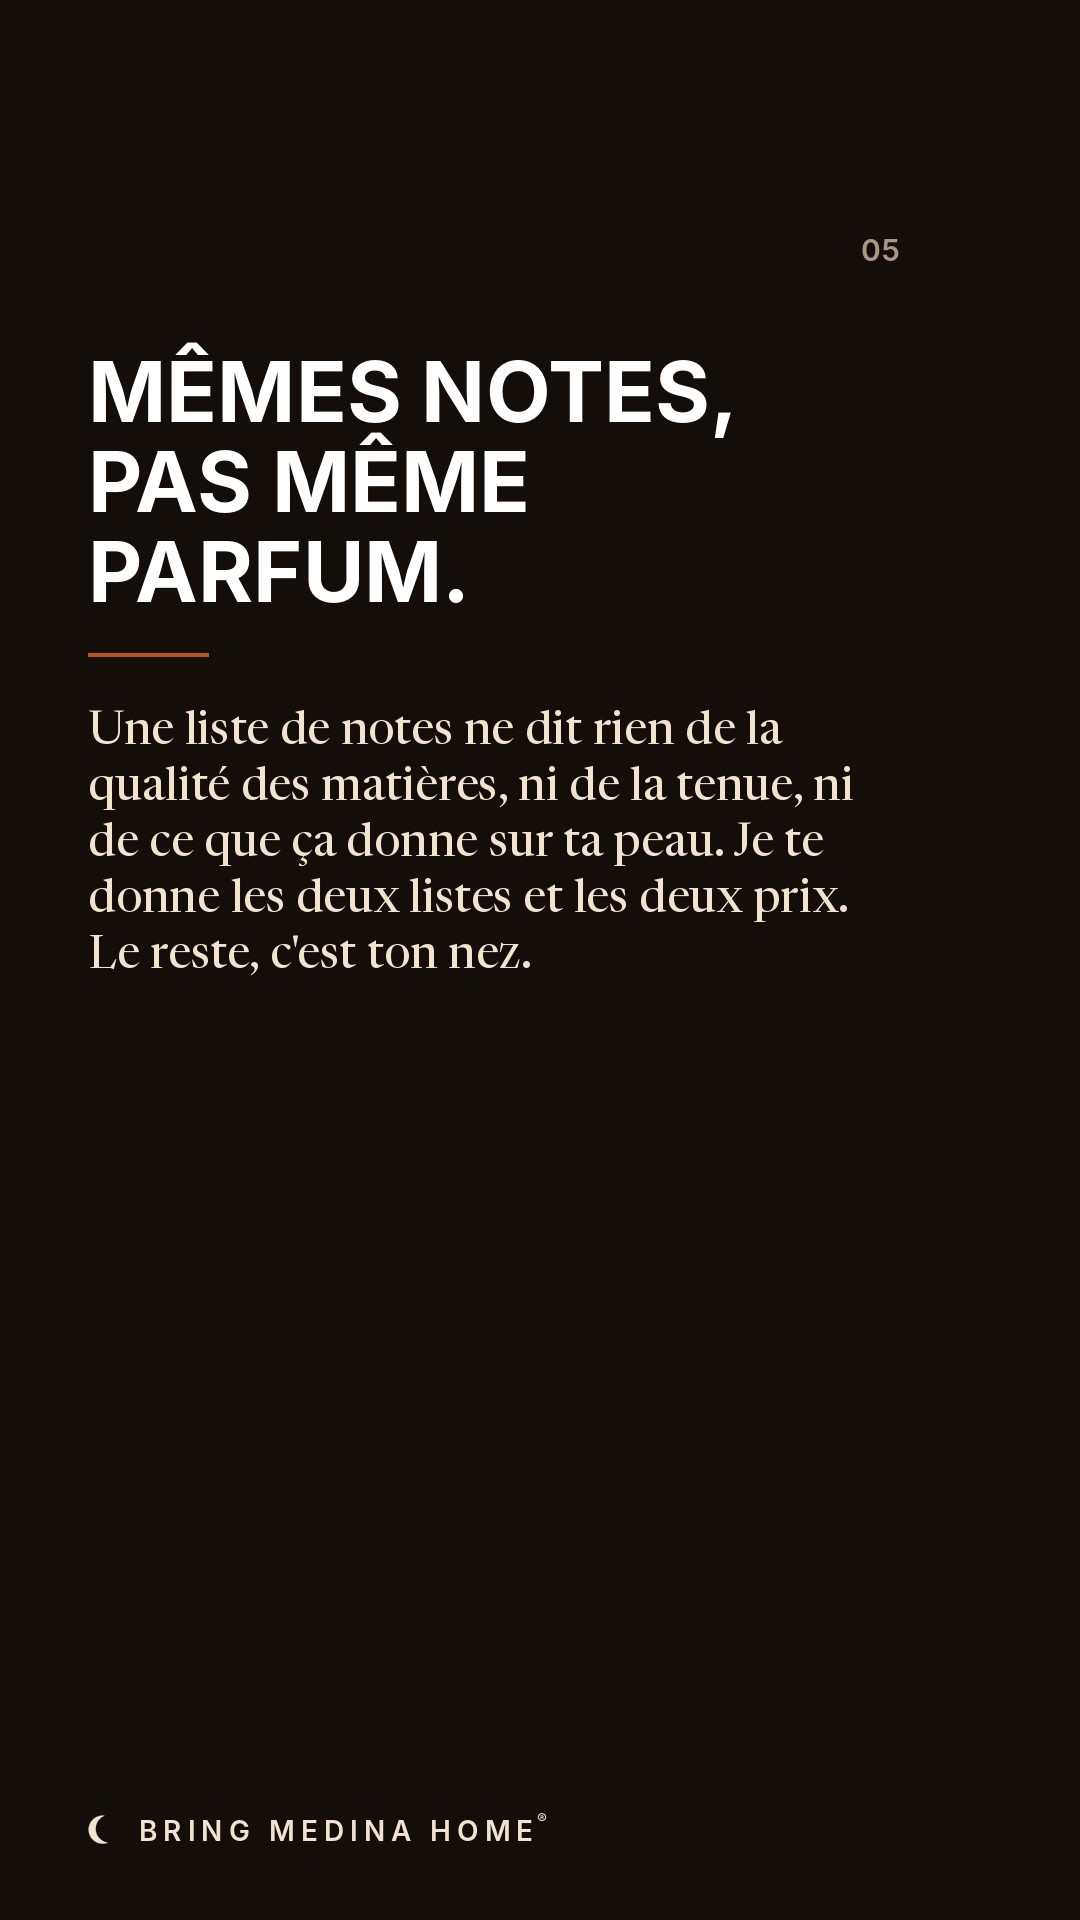 05
MÊMES NOTES,
PAS MÊME
PARFUM.
Une liste de notes ne dit rien de la
qualité des matières, ni de la tenue, ni
de ce que ça donne sur ta peau. Je te
donne les deux listes et les deux prix.
Le reste, c'est ton nez.
BRING MEDINA HOME®